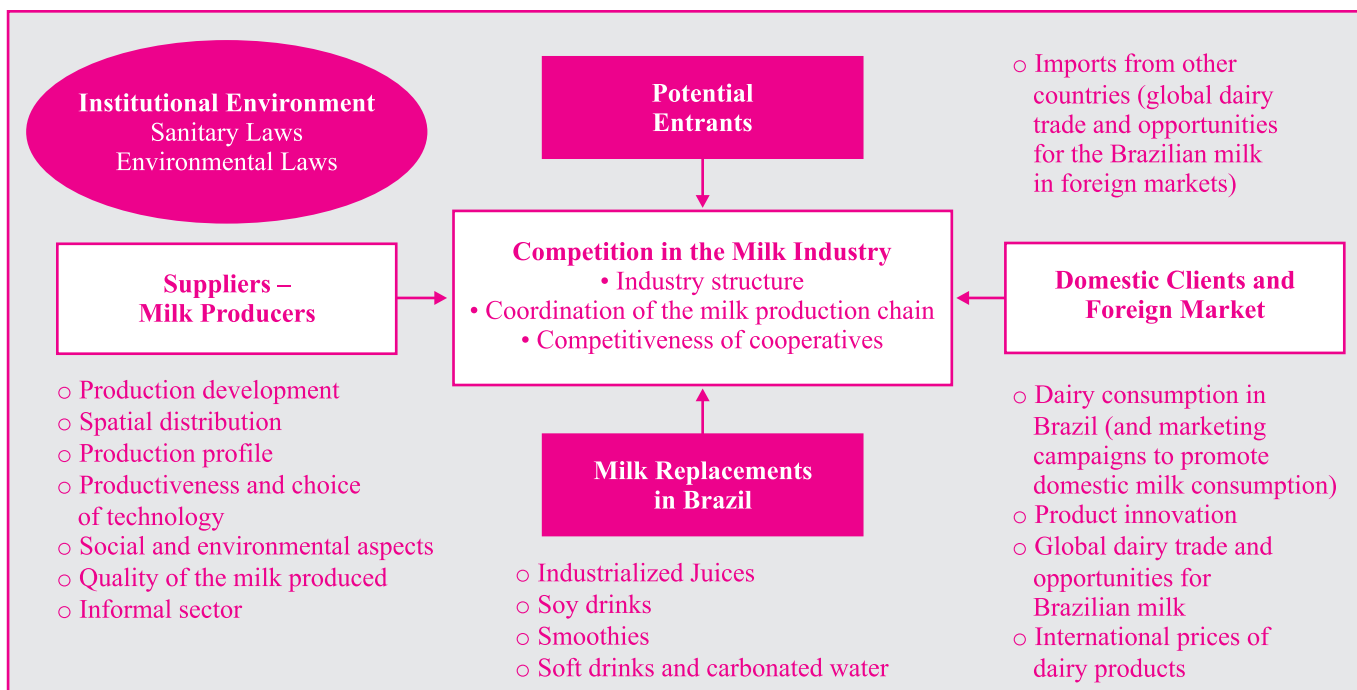 Institutional Environment
Sanitary Laws
Environmental Laws
Potential
Entrants
o Imports from other
countries (global dairy
trade and opportunities
for the Brazilian milk
in foreign markets)
Suppliers –
Milk Producers
Competition in the Milk Industry
• Industry structure
• Coordination of the milk production chain
• Competitiveness of cooperatives
Domestic Clients and
Foreign Market
o Production development
o Spatial distribution
o Production profile
o Productiveness and choice
of technology
o Social and environmental aspects
o Quality of the milk produced
o Informal sector
Milk Replacements
in Brazil
o Industrialized Juices
o Soy drinks
o Smoothies
o Soft drinks and carbonated water
o Dairy consumption in
Brazil (and marketing
campaigns to promote
domestic milk consumption)
o Product innovation
o Global dairy trade and
opportunities for
Brazilian milk
o International prices of
dairy products